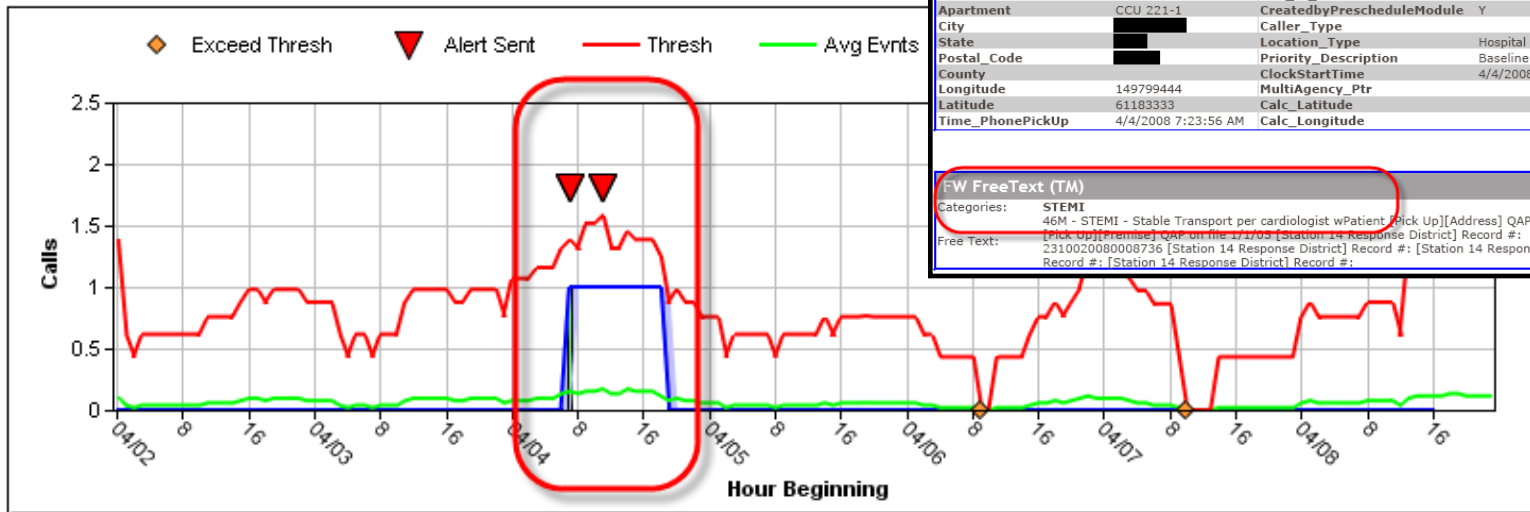 Exceed Thresh Alert Sent Thresh Avg Evnts
Calls
2.5
2
1.5
1
0.5
0
04/02 8 16 04/03 8 16 04/04 8 16 04/05 8 16 04/06 8 16 04/07 8 16 04/08 8 16
Hour Beginning
Apartment CCU 221-1 CreatedbyPrescheduleModule Y
City Caller_Type
State Location_Type Hospital
Postal_Code Priority_Description Baseline
County ClockStartTime 4/4/2008
Longitude 149799444 MultiAgency_Ptr
Latitude 61183333 Calc_Latitude
Time_PhonePickUp 4/4/2008 7:23:56 AM Calc_Longitude
FW FreeText (TM)
Categories: STEMI
Free Text: 46M - STEMI - Stable Transport per cardiologist wPatient [Pick Up][Address] QAP
[Pick Up][Premise] QAP on file 1/1/05 [Station 14 Response District] Record #:
2310020080008736 [Station 14 Response District] Record #: [Station 14 Respon
Record #: [Station 14 Response District] Record #: